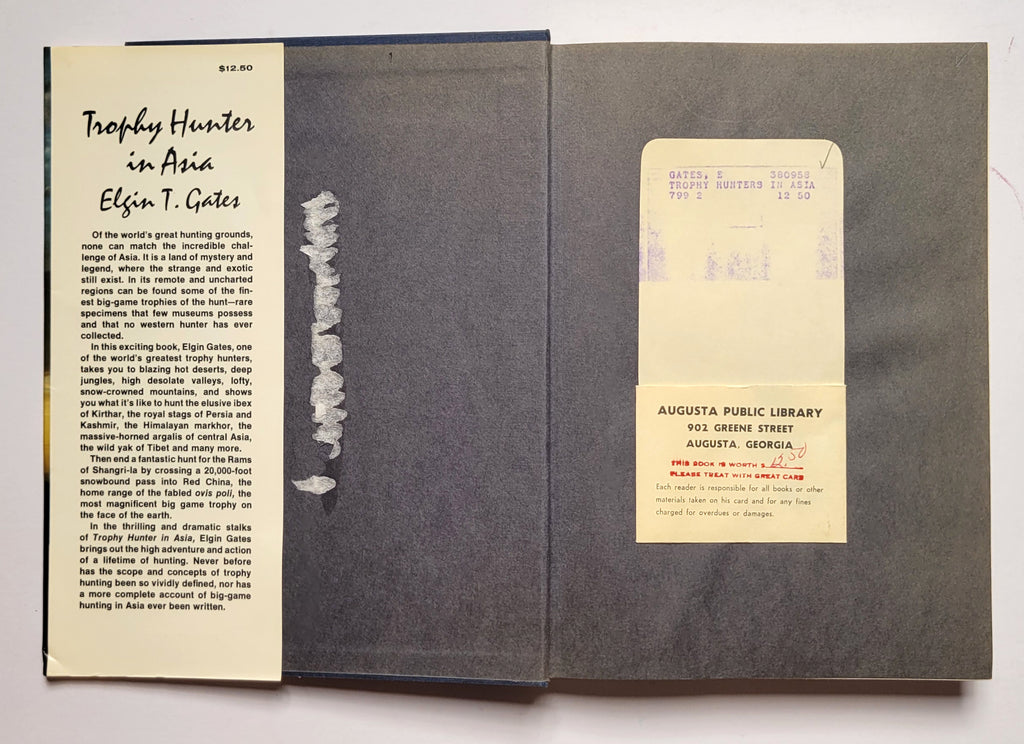 $12.50
Trophy Hunter
in Asia
Elgin T. Gates
Of the world's great hunting grounds,
none can match the incredible chal-
lenge of Asia. It is a land of mystery and
legend, where the strange and exotic
still exist. In its remote and uncharted
regions can be found some of the fin-
est big-game trophies of the hunt—rare
specimens that few museums possess
and that no western hunter has ever
collected.
In this exciting book, Elgin Gates, one
of the world's greatest trophy hunters,
takes you to blazing hot deserts, deep
jungles, high desolate valleys, lofty,
snow-crowned mountains, and shows
you what it's like to hunt the elusive ibex
of Kirthar, the royal stags of Persia and
Kashmir, the Himalayan markhor, the
massive-horned argalis of central Asia,
the wild yak of Tibet and many more.
Then end a fantastic hunt for the Rams
of Shangri-la by crossing a 20,000-foot
snowbound pass into Red China, the
home range of the fabled ovis poli, the
most magnificent big game trophy on
the face of the earth.
In the thrilling and dramatic stalks
of Trophy Hunter in Asia, Elgin Gates
brings out the high adventure and action
of a lifetime of hunting. Never before
has the scope and concepts of trophy
hunting been so vividly defined, nor has
a more complete account of big-game
hunting in Asia ever been written.
GATES, E 380958
TROPHY HUNTERS IN ASIA
799 2 12 50
AUGUSTA PUBLIC LIBRARY
902 GREENE STREET
AUGUSTA, GEORGIA
THIS BOOK IS WORTH $ 12.50
PLEASE TREAT WITH GREAT CARE
Each reader is responsible for all books or other
materials taken on his card and for any fines
charged for overdues or damages.